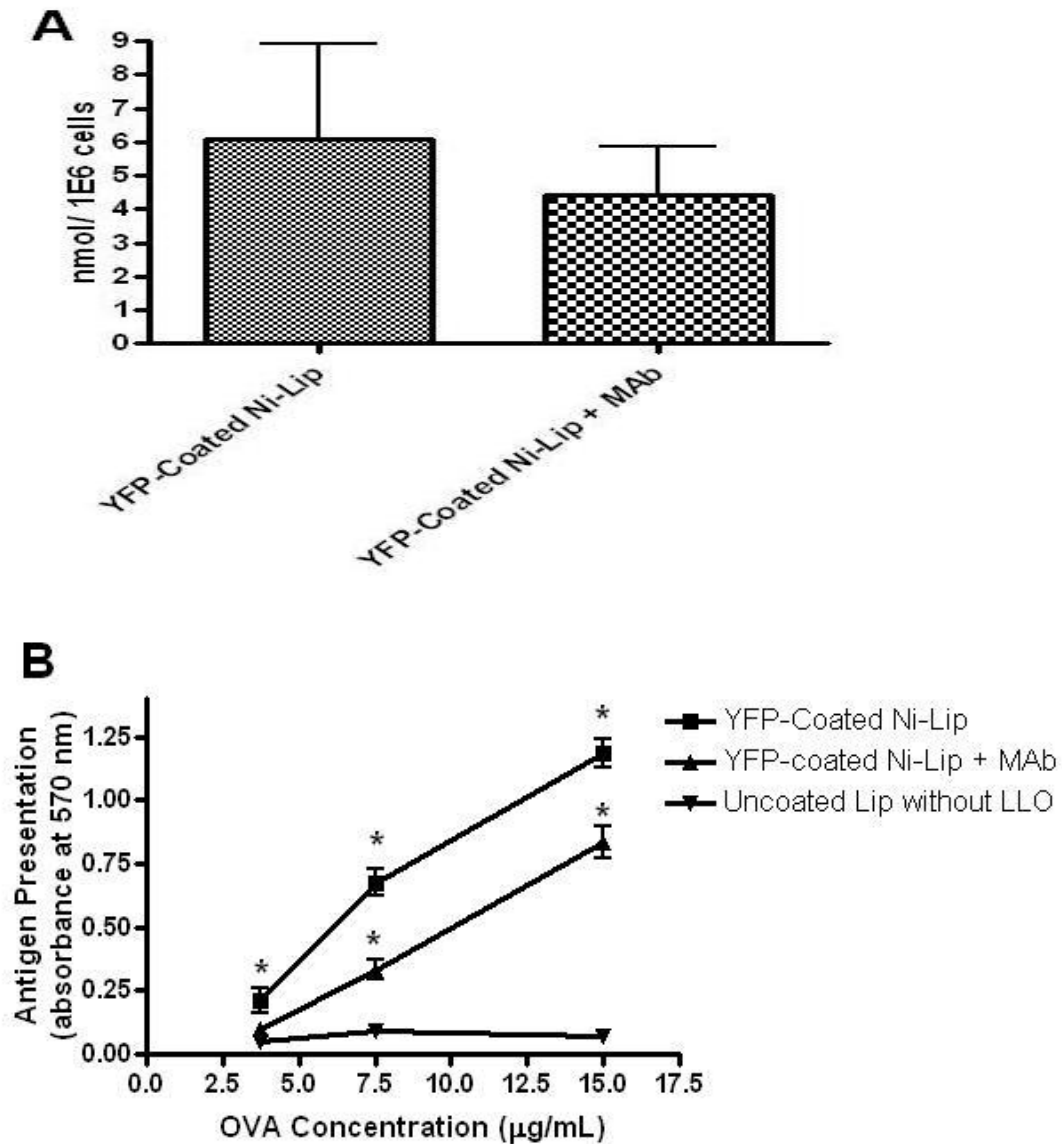 A
9
8
7
6
5
4
3
2
1
0
nmol/ 1E6 cells
YFP-Coated Ni-Lip
YFP-Coated Ni-Lip + MAb
B
Antigen Presentation
(absorbance at 570 nm)
1.25
1.00
0.75
0.50
0.25
0.00
*
*
*
*
*
YFP-Coated Ni-Lip
YFP-coated Ni-Lip + MAb
Uncoated Lip without LLO
0.0 2.5 5.0 7.5 10.0 12.5 15.0 17.5
OVA Concentration (µg/mL)